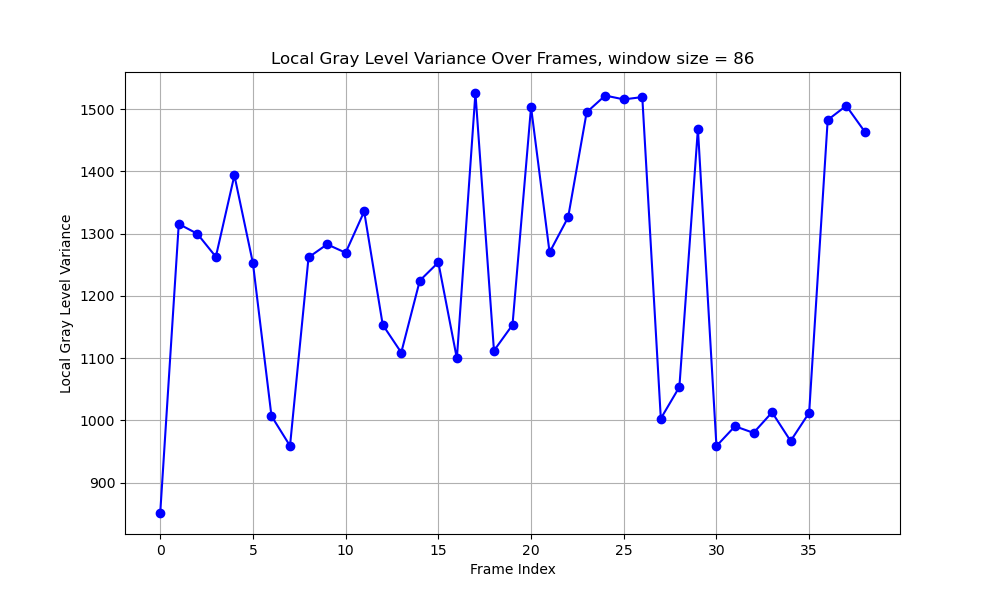 Local Gray Level Variance Over Frames, window size = 86
Local Gray Level Variance
1500
1400
1300
1200
1100
1000
900
0 5 10 15 20 25 30 35
Frame Index